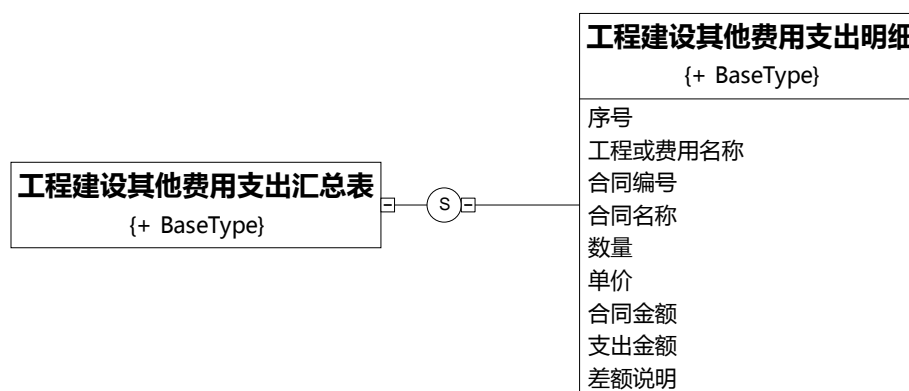 工程建设其他费用支出汇总表
{+ BaseType}
S
工程建设其他费用支出明细
{+ BaseType}
序号
工程或费用名称
合同编号
合同名称
数量
单价
合同金额
支出金额
差额说明